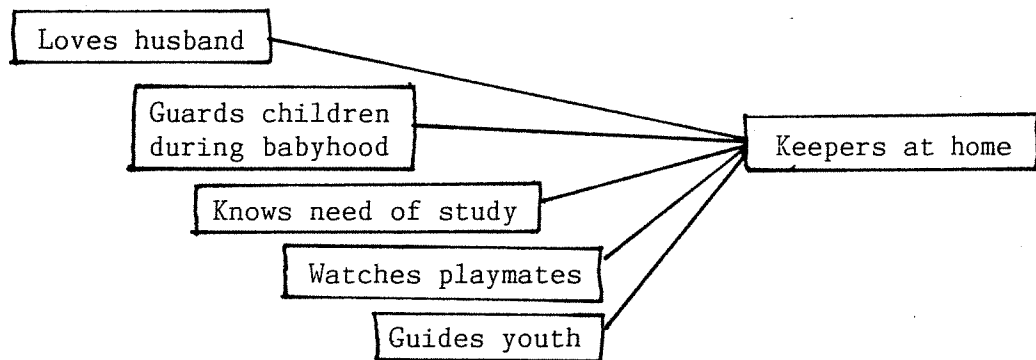 Loves husband
Guards children
during babyhood
Keepers at home
Knows need of study
Watches playmates
Guides youth